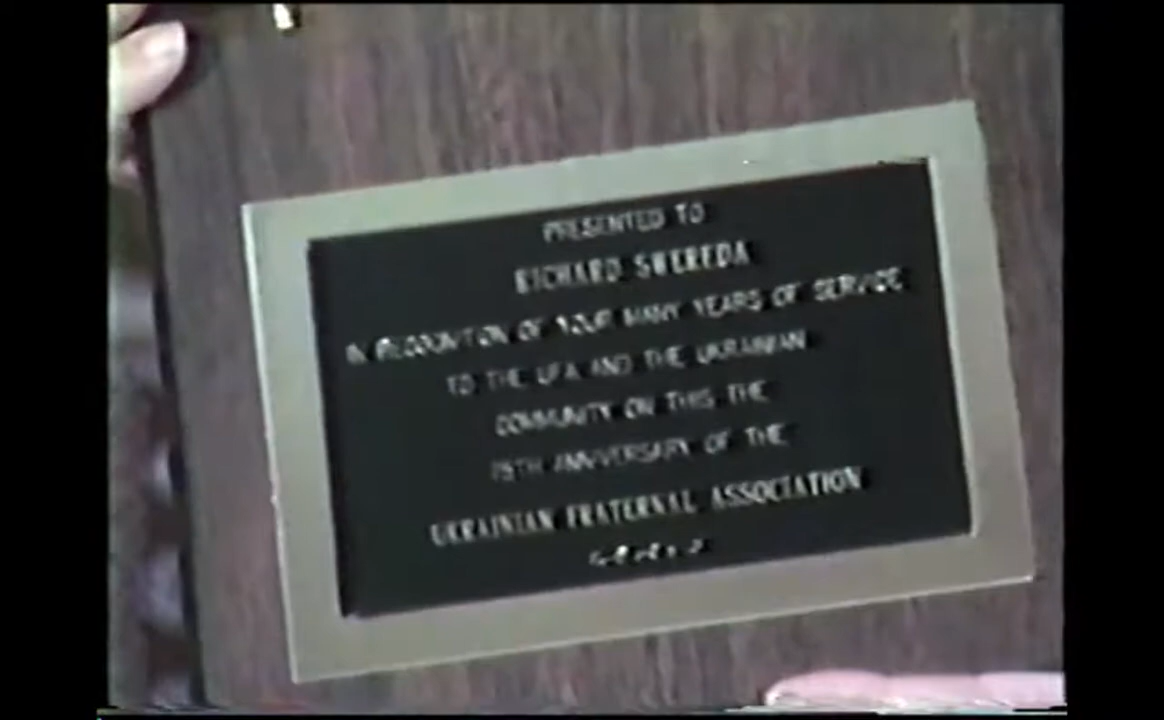 PRESENTED TO
RICHARD SWEREDA
IN RECOGNITION OF YOUR MANY YEARS OF SERVICE
TO THE UFA AND THE UKRAINIAN
COMMUNITY ON THIS THE
75TH ANNIVERSARY OF THE
UKRAINIAN FRATERNAL ASSOCIATION